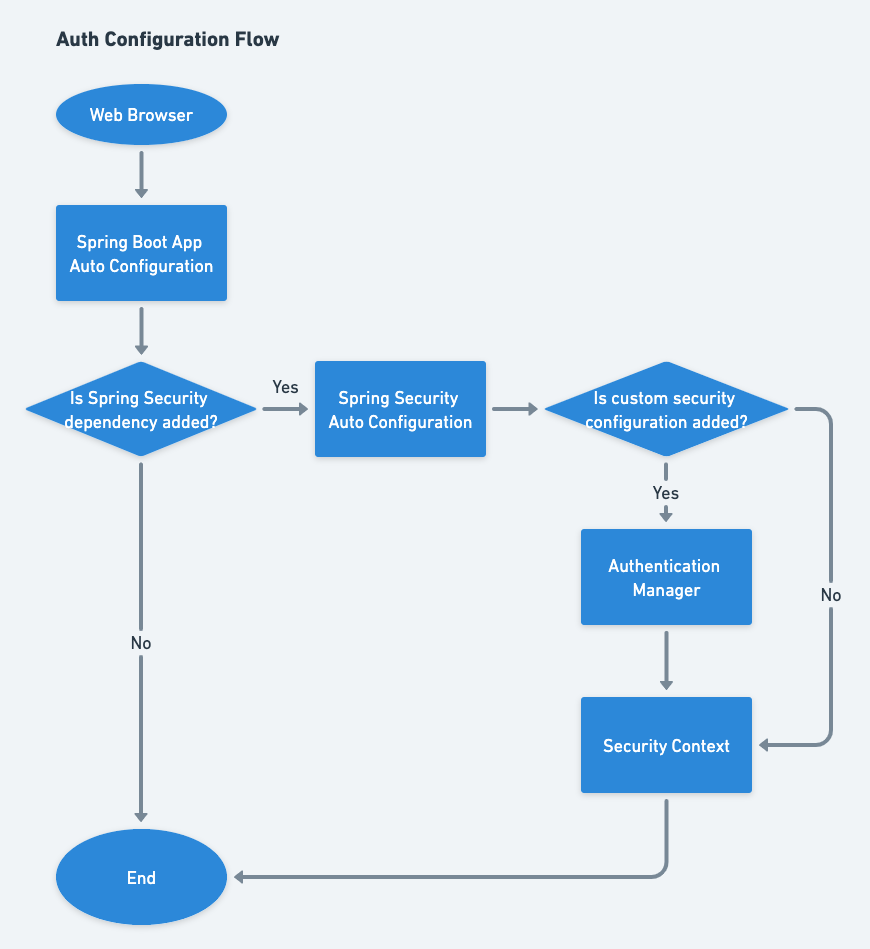 Auth Configuration Flow
Web Browser
Spring Boot App
Auto Configuration
Is Spring Security
dependency added?
Yes
Spring Security
Auto Configuration
Is custom security
configuration added?
Yes
Authentication
Manager
No
No
Security Context
End